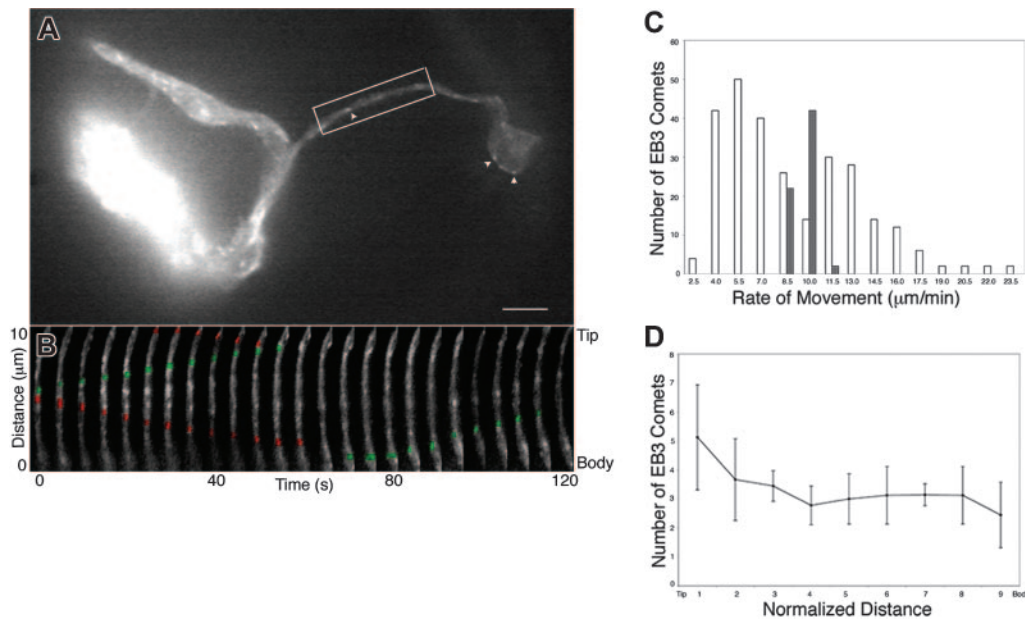 A
B
10
Distance (μm)
0
Tip
Body
0
40
80
120
Time (s)
C
Number of EB3 Comets
60
50
40
30
20
10
0
2.5 4.0 5.5 7.0 8.5 10.0 11.5 13.0 14.5 16.0 17.5 19.0 20.5 22.0 23.5
Rate of Movement (μm/min)
D
Number of EB3 Comets
8
7
6
5
4
3
2
1
0
Tip 1 2 3 4 5 6 7 8 9 Body
Normalized Distance